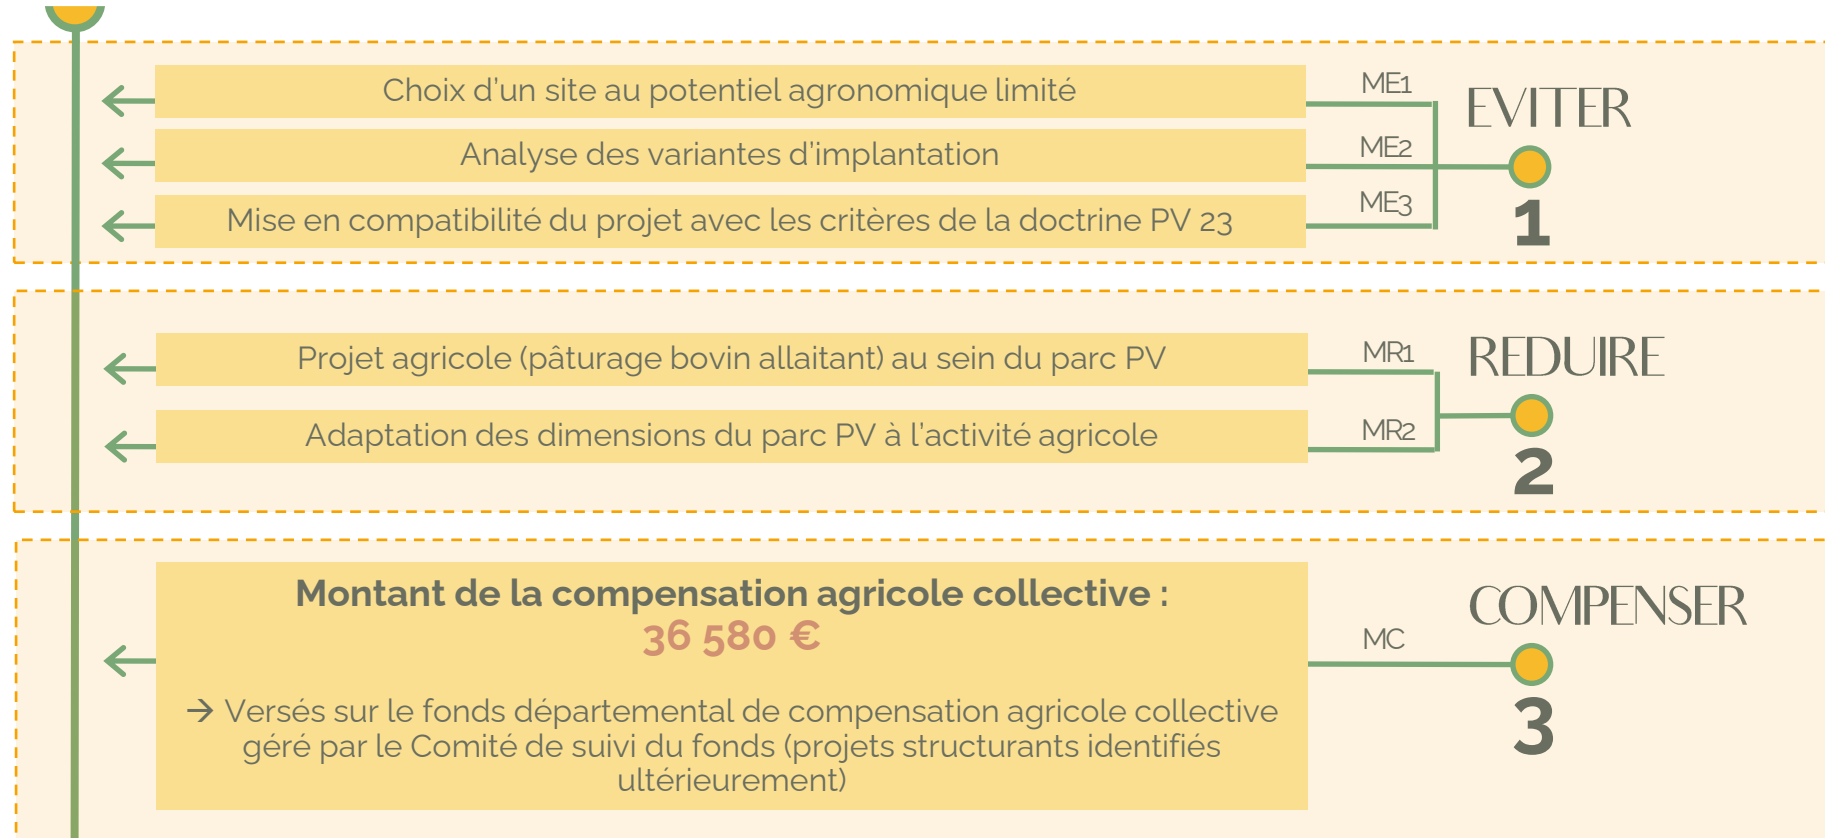 Choix d’un site au potentiel agronomique limité
ME1
EVITER
Analyse des variantes d’implantation
ME2
Mise en compatibilité du projet avec les critères de la doctrine PV 23
ME3
1
Projet agricole (pâturage bovin allaitant) au sein du parc PV
MR1
REDUIRE
Adaptation des dimensions du parc PV à l’activité agricole
MR2
2
Montant de la compensation agricole collective :
36 580 €
→ Versés sur le fonds départemental de compensation agricole collective
géré par le Comité de suivi du fonds (projets structurants identifiés
ultérieurement)
MC
COMPENSER
3